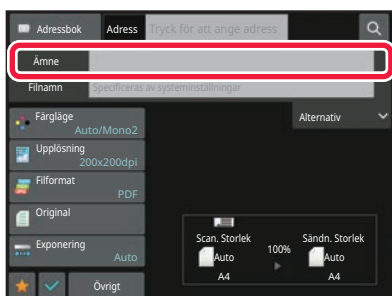 Adressbok Adress Tryck för att ange adress
Ämne
Filnamn Specificeras av systeminställningar
Färgläge
Auto/Mono2
Alternativ
Upplösning
200x200dpi
Filformat
PDF
Original
Exponering
Auto
Scan. Storlek 100% Sändn. Storlek
Auto Auto
A4 A4
Övrigt